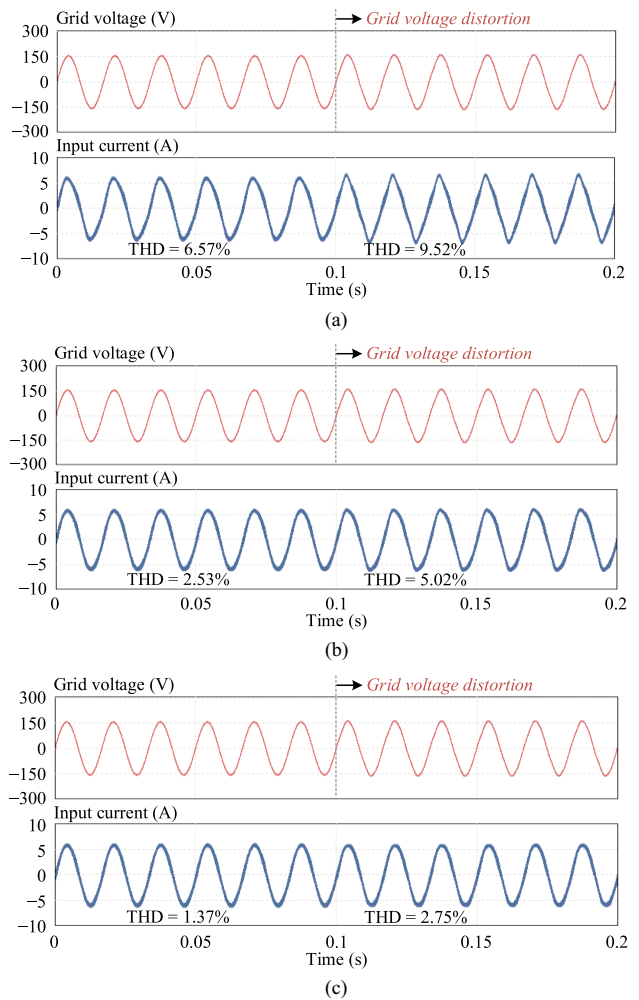 Grid voltage (V)
Grid voltage distortion
300
150
0
−150
−300
Input current (A)
10
5
0
−5
−10
THD = 6.57%
THD = 9.52%
0
0.05
0.1
0.15
0.2
Time (s)
(a)
Grid voltage (V)
Grid voltage distortion
300
150
0
−150
−300
Input current (A)
10
5
0
−5
−10
THD = 2.53%
THD = 5.02%
0
0.05
0.1
0.15
0.2
Time (s)
(b)
Grid voltage (V)
Grid voltage distortion
300
150
0
−150
−300
Input current (A)
10
5
0
−5
−10
THD = 1.37%
THD = 2.75%
0
0.05
0.1
0.15
0.2
Time (s)
(c)